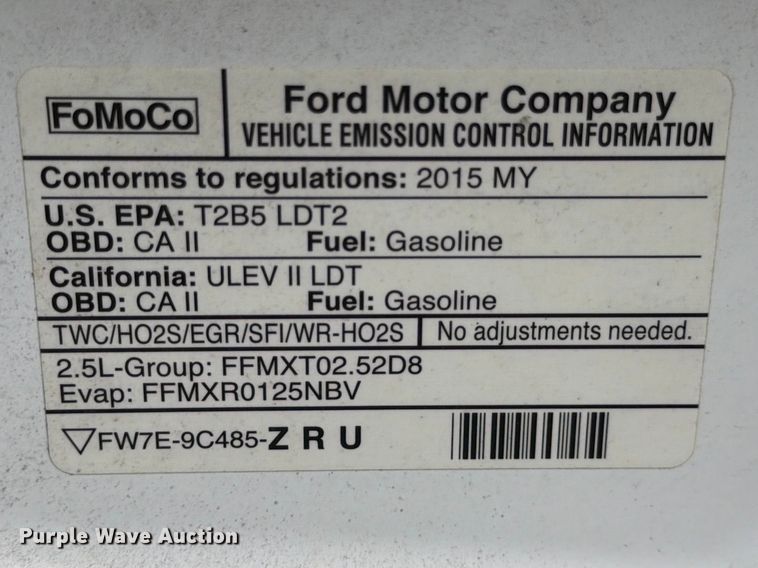 FoMoCo
Ford Motor Company
VEHICLE EMISSION CONTROL INFORMATION
Conforms to regulations: 2015 MY
U.S. EPA: T2B5 LDT2
OBD: CA II Fuel: Gasoline
California: ULEV II LDT
OBD: CA II Fuel: Gasoline
TWC/HO2S/EGR/SFI/WR-HO2S No adjustments needed.
2.5L-Group: FFMXT02.52D8
Evap: FFMXR0125NBV
FW7E-9C485-Z R U
Purple Wave Auction